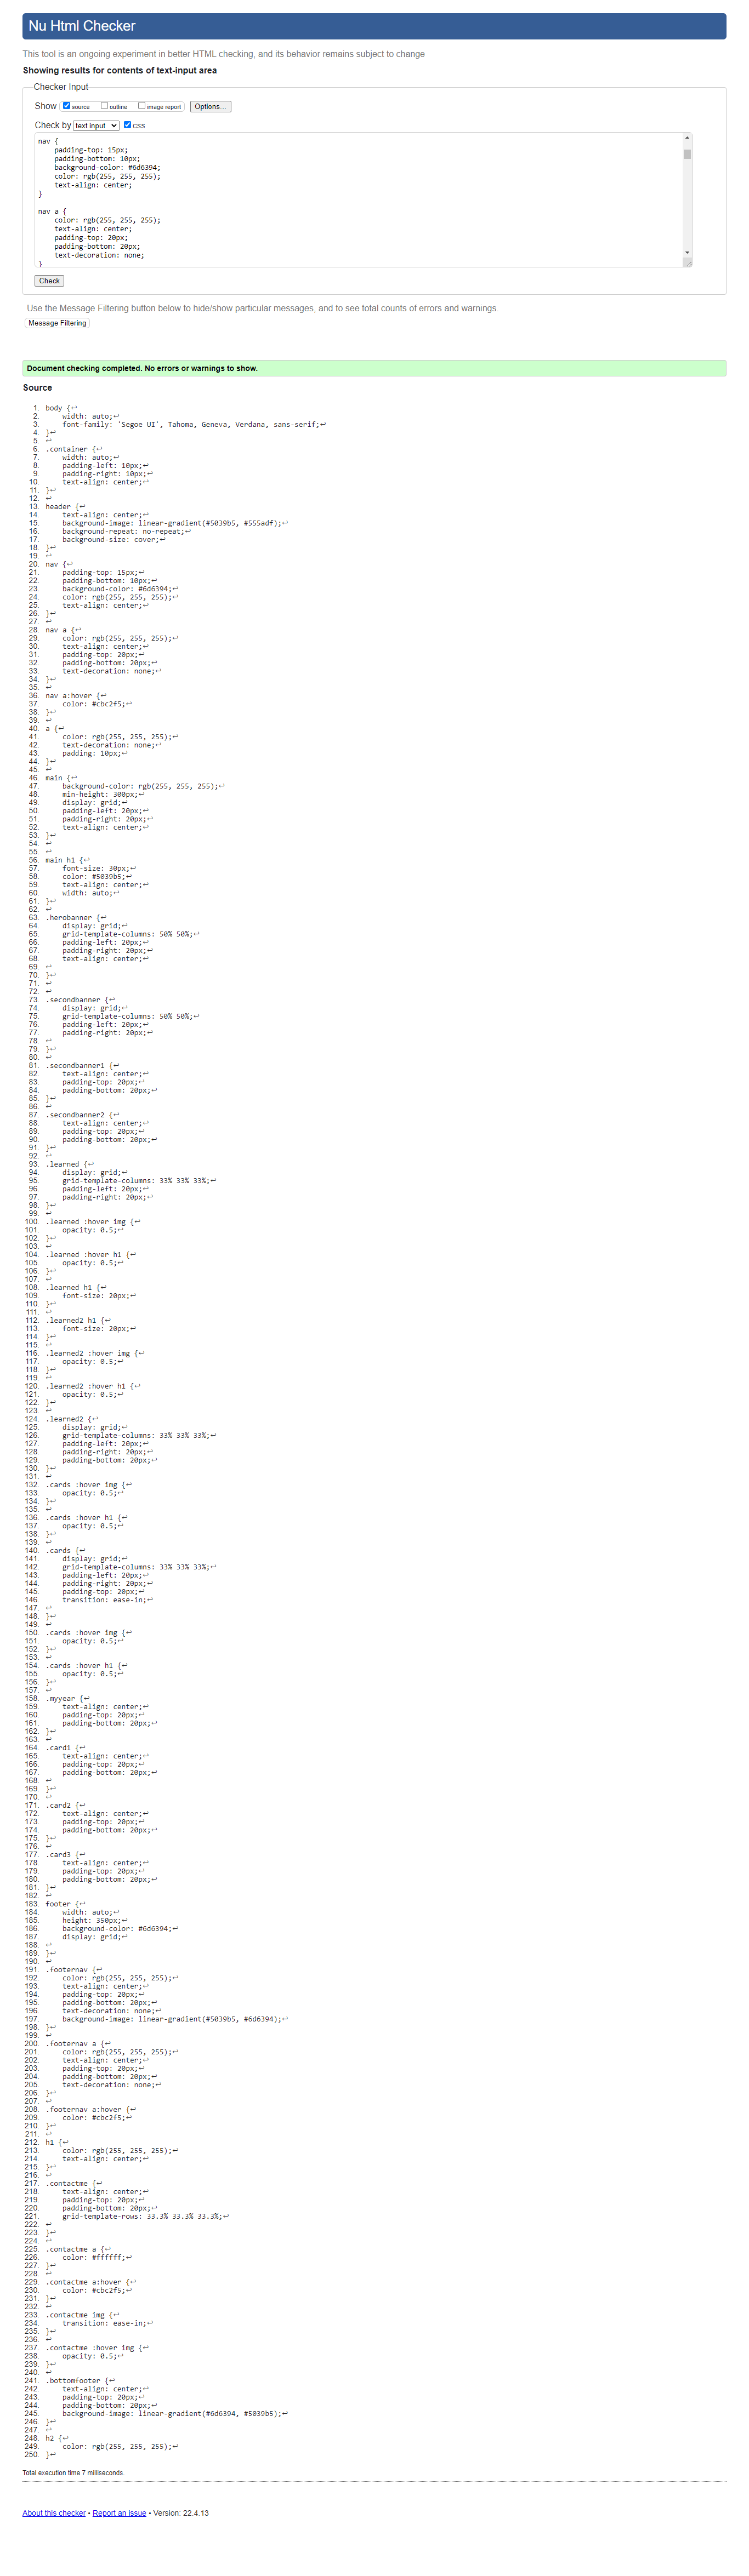 Nu Html Checker
This tool is an ongoing experiment in better HTML checking, and its behavior remains subject to change
Showing results for contents of text-input area
Checker Input
Show source outline image report Options...
Check by text input css
nav {
    padding-top: 15px;
    padding-bottom: 10px;
    background-color: #6d6394;
    color: rgb(255, 255, 255);
    text-align: center;
}

nav a {
    color: rgb(255, 255, 255);
    text-align: center;
    padding-top: 20px;
    padding-bottom: 20px;
    text-decoration: none;
}
Check
Use the Message Filtering button below to hide/show particular messages, and to see total counts of errors and warnings.
Message Filtering
Document checking completed. No errors or warnings to show.
Source
1. body {↩
2.     width: auto;↩
3.     font-family: 'Segoe UI', Tahoma, Geneva, Verdana, sans-serif;↩
4. }↩
5. ↩
6. .container {↩
7.     width: auto;↩
8.     padding-left: 10px;↩
9.     padding-right: 10px;↩
10.     text-align: center;↩
11. }↩
12. ↩
13. header {↩
14.     text-align: center;↩
15.     background-image: linear-gradient(#5039b5, #555adf);↩
16.     background-repeat: no-repeat;↩
17.     background-size: cover;↩
18. }↩
19. ↩
20. nav {↩
21.     padding-top: 15px;↩
22.     padding-bottom: 10px;↩
23.     background-color: #6d6394;↩
24.     color: rgb(255, 255, 255);↩
25.     text-align: center;↩
26. }↩
27. ↩
28. nav a {↩
29.     color: rgb(255, 255, 255);↩
30.     text-align: center;↩
31.     padding-top: 20px;↩
32.     padding-bottom: 20px;↩
33.     text-decoration: none;↩
34. }↩
35. ↩
36. nav a:hover {↩
37.     color: #cbc2f5;↩
38. }↩
39. ↩
40. a {↩
41.     color: rgb(255, 255, 255);↩
42.     text-decoration: none;↩
43.     padding: 10px;↩
44. }↩
45. ↩
46. main {↩
47.     background-color: rgb(255, 255, 255);↩
48.     min-height: 300px;↩
49.     display: grid;↩
50.     padding-left: 20px;↩
51.     padding-right: 20px;↩
52.     text-align: center;↩
53. }↩
54. ↩
55. ↩
56. main h1 {↩
57.     font-size: 30px;↩
58.     color: #5039b5;↩
59.     text-align: center;↩
60.     width: auto;↩
61. }↩
62. ↩
63. .herobanner {↩
64.     display: grid;↩
65.     grid-template-columns: 50% 50%;↩
66.     padding-left: 20px;↩
67.     padding-right: 20px;↩
68.     text-align: center;↩
69. ↩
70. }↩
71. ↩
72. ↩
73. .secondbanner {↩
74.     display: grid;↩
75.     grid-template-columns: 50% 50%;↩
76.     padding-left: 20px;↩
77.     padding-right: 20px;↩
78. ↩
79. }↩
80. ↩
81. .secondbanner1 {↩
82.     text-align: center;↩
83.     padding-top: 20px;↩
84.     padding-bottom: 20px;↩
85. }↩
86. ↩
87. .secondbanner2 {↩
88.     text-align: center;↩
89.     padding-top: 20px;↩
90.     padding-bottom: 20px;↩
91. }↩
92. ↩
93. .learned {↩
94.     display: grid;↩
95.     grid-template-columns: 33% 33% 33%;↩
96.     padding-left: 20px;↩
97.     padding-right: 20px;↩
98. }↩
99. ↩
100. .learned :hover img {↩
101.     opacity: 0.5;↩
102. }↩
103. ↩
104. .learned :hover h1 {↩
105.     opacity: 0.5;↩
106. }↩
107. ↩
108. .learned h1 {↩
109.     font-size: 20px;↩
110. }↩
111. ↩
112. .learned2 h1 {↩
113.     font-size: 20px;↩
114. }↩
115. ↩
116. .learned2 :hover img {↩
117.     opacity: 0.5;↩
118. }↩
119. ↩
120. .learned2 :hover h1 {↩
121.     opacity: 0.5;↩
122. }↩
123. ↩
124. .learned2 {↩
125.     display: grid;↩
126.     grid-template-columns: 33% 33% 33%;↩
127.     padding-left: 20px;↩
128.     padding-right: 20px;↩
129.     padding-bottom: 20px;↩
130. }↩
131. ↩
132. .cards :hover img {↩
133.     opacity: 0.5;↩
134. }↩
135. ↩
136. .cards :hover h1 {↩
137.     opacity: 0.5;↩
138. }↩
139. ↩
140. .cards {↩
141.     display: grid;↩
142.     grid-template-columns: 33% 33% 33%;↩
143.     padding-left: 20px;↩
144.     padding-right: 20px;↩
145.     padding-top: 20px;↩
146.     transition: ease-in;↩
147. ↩
148. }↩
149. ↩
150. .cards :hover img {↩
151.     opacity: 0.5;↩
152. }↩
153. ↩
154. .cards :hover h1 {↩
155.     opacity: 0.5;↩
156. }↩
157. ↩
158. .myyear {↩
159.     text-align: center;↩
160.     padding-top: 20px;↩
161.     padding-bottom: 20px;↩
162. }↩
163. ↩
164. .card1 {↩
165.     text-align: center;↩
166.     padding-top: 20px;↩
167.     padding-bottom: 20px;↩
168. ↩
169. }↩
170. ↩
171. .card2 {↩
172.     text-align: center;↩
173.     padding-top: 20px;↩
174.     padding-bottom: 20px;↩
175. }↩
176. ↩
177. .card3 {↩
178.     text-align: center;↩
179.     padding-top: 20px;↩
180.     padding-bottom: 20px;↩
181. }↩
182. ↩
183. footer {↩
184.     width: auto;↩
185.     height: 350px;↩
186.     background-color: #6d6394;↩
187.     display: grid;↩
188. ↩
189. }↩
190. ↩
191. .footernav {↩
192.     color: rgb(255, 255, 255);↩
193.     text-align: center;↩
194.     padding-top: 20px;↩
195.     padding-bottom: 20px;↩
196.     text-decoration: none;↩
197.     background-image: linear-gradient(#5039b5, #6d6394);↩
198. }↩
199. ↩
200. .footernav a {↩
201.     color: rgb(255, 255, 255);↩
202.     text-align: center;↩
203.     padding-top: 20px;↩
204.     padding-bottom: 20px;↩
205.     text-decoration: none;↩
206. }↩
207. ↩
208. .footernav a:hover {↩
209.     color: #cbc2f5;↩
210. }↩
211. ↩
212. h1 {↩
213.     color: rgb(255, 255, 255);↩
214.     text-align: center;↩
215. }↩
216. ↩
217. .contactme {↩
218.     text-align: center;↩
219.     padding-top: 20px;↩
220.     padding-bottom: 20px;↩
221.     grid-template-rows: 33.3% 33.3% 33.3%;↩
222. ↩
223. }↩
224. ↩
225. .contactme a {↩
226.     color: #ffffff;↩
227. }↩
228. ↩
229. .contactme a:hover {↩
230.     color: #cbc2f5;↩
231. }↩
232. ↩
233. .contactme img {↩
234.     transition: ease-in;↩
235. }↩
236. ↩
237. .contactme :hover img {↩
238.     opacity: 0.5;↩
239. }↩
240. ↩
241. .bottomfooter {↩
242.     text-align: center;↩
243.     padding-top: 20px;↩
244.     padding-bottom: 20px;↩
245.     background-image: linear-gradient(#6d6394, #5039b5);↩
246. }↩
247. ↩
248. h2 {↩
249.     color: rgb(255, 255, 255);↩
250. }↩
Total execution time 7 milliseconds.
About this checker • Report an issue • Version: 22.4.13